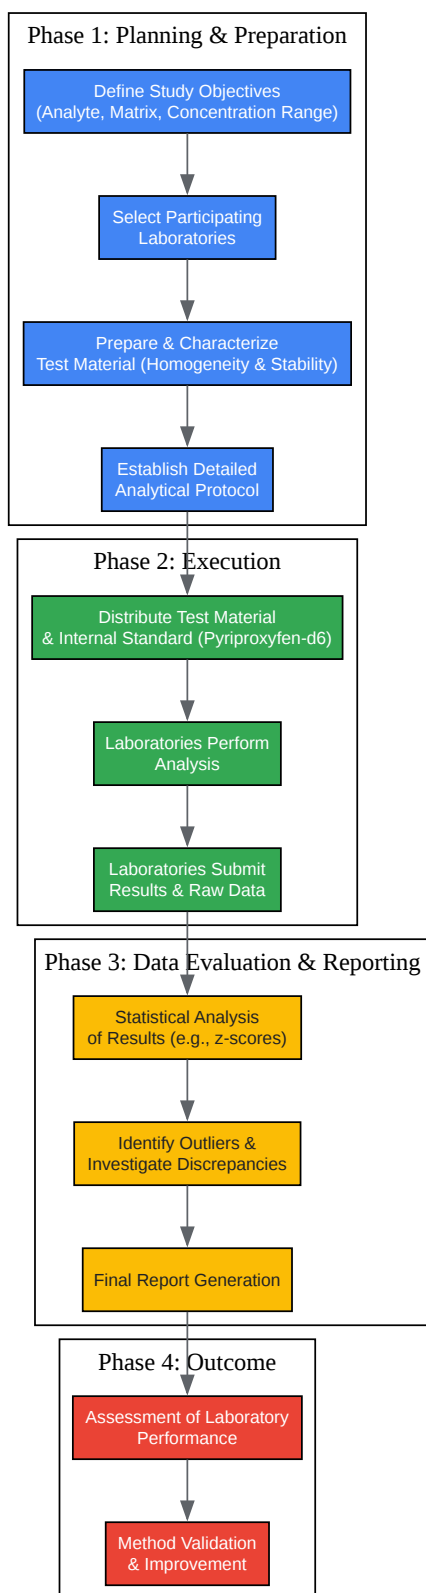 Phase 1: Planning & Preparation
Define Study Objectives
(Analyte, Matrix, Concentration Range)
Select Participating
Laboratories
Prepare & Characterize
Test Material (Homogeneity & Stability)
Establish Detailed
Analytical Protocol
Phase 2: Execution
Distribute Test Material
& Internal Standard (Pyriproxyfen-d6)
Laboratories Perform
Analysis
Laboratories Submit
Results & Raw Data
Phase 3: Data Evaluation & Reporting
Statistical Analysis
of Results (e.g., z-scores)
Identify Outliers &
Investigate Discrepancies
Final Report Generation
Phase 4: Outcome
Assessment of Laboratory
Performance
Method Validation
& Improvement